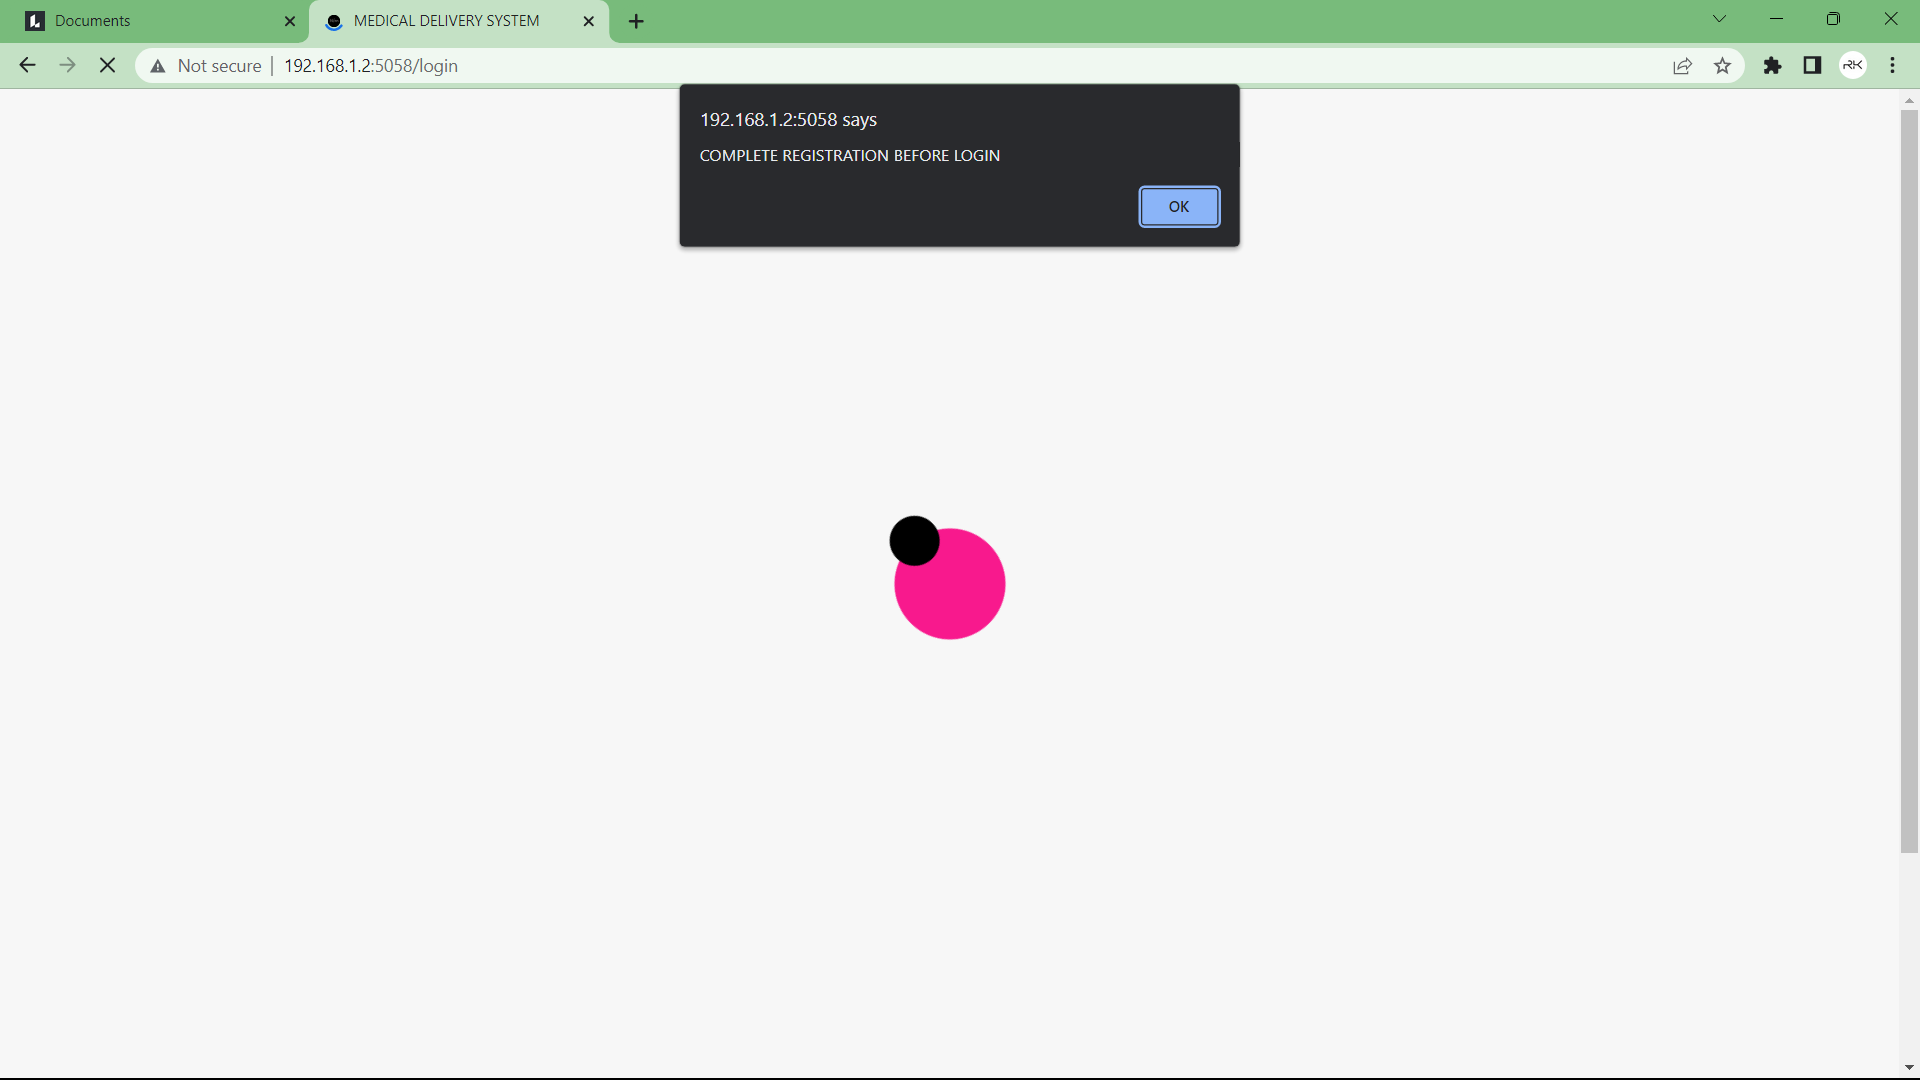 Documents
MEDICAL DELIVERY SYSTEM
Not secure
192.168.1.2:5058/login
RK
192.168.1.2:5058 says
COMPLETE REGISTRATION BEFORE LOGIN
OK